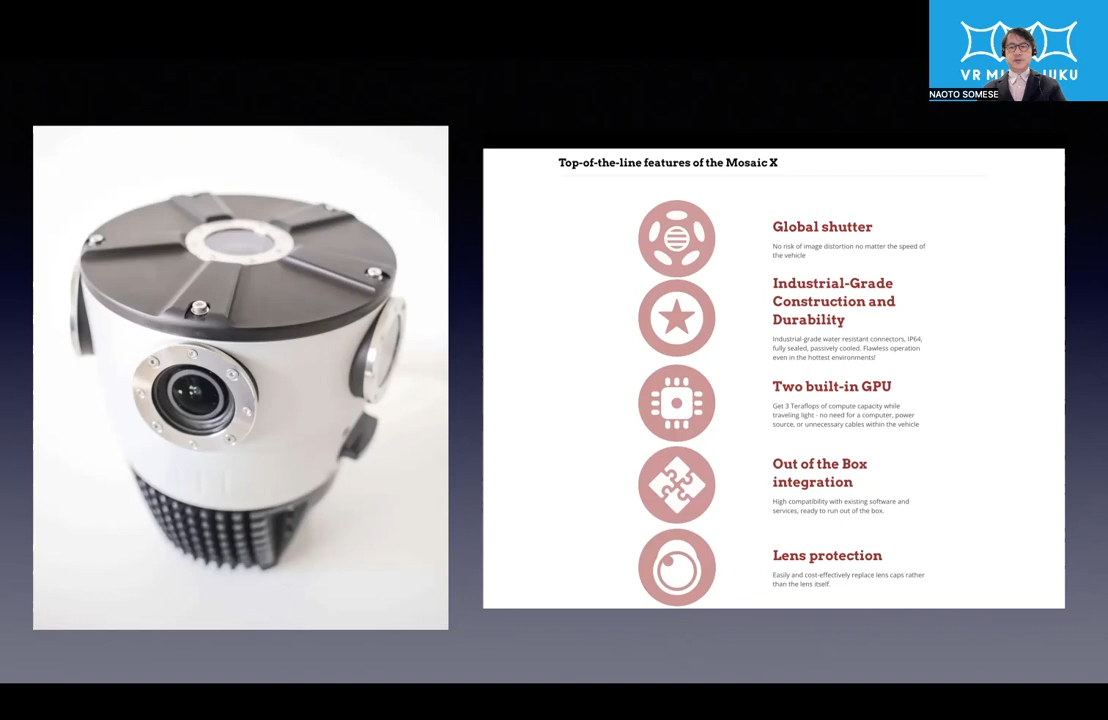 VR M
UKU
NAOTO SOMESE
Top-of-the-line features of the Mosaic X
Global shutter
No risk of image distortion no matter the speed of
the vehicle
Industrial-Grade
Construction and
Durability
Industrial-grade water resistant connectors, IP64,
fully sealed, passively cooled. Flawless operation
even in the hottest environments!
Two built-in GPU
Get 3 Teraflops of compute capacity while
traveling light - no need for a computer, power
source, or unnecessary cables within the vehicle
Out of the Box
integration
High compatibility with existing software and
services, ready to run out of the box.
Lens protection
Easily and cost-effectively replace lens caps rather
than the lens itself.